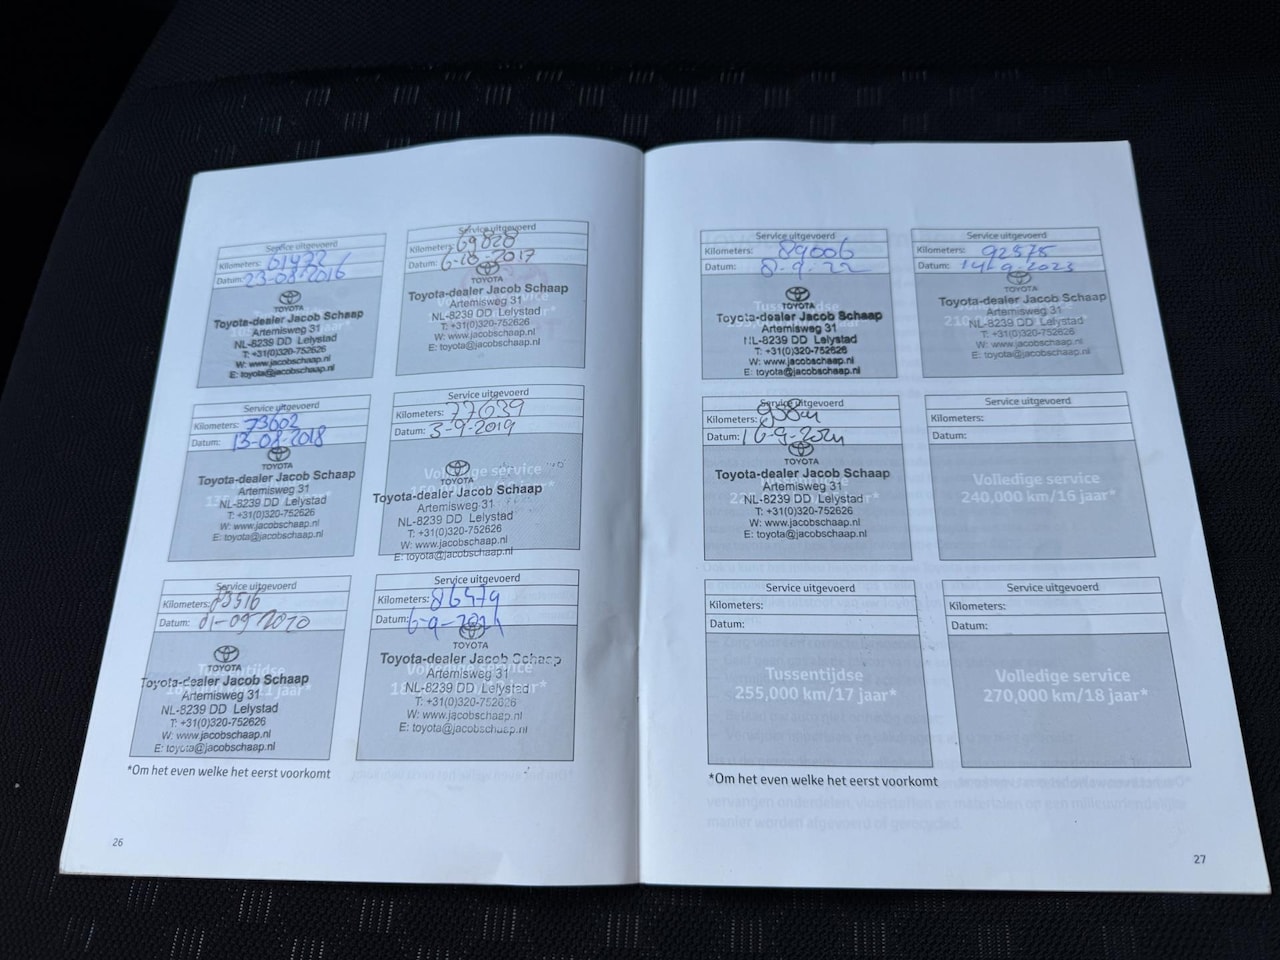 Service uitgevoerd
Kilometers: 61922
Datum: 23-08-2016
TOYOTA
Toyota-dealer Jacob Schaap
Artemisweg 31
NL-8239 DD Lelystad
T: +31(0)320-752626
W: www.jacobschaap.nl
E: toyota@jacobschaap.nl
Service uitgevoerd
Kilometers: 69828
Datum: 2017
TOYOTA
Toyota-dealer Jacob Schaap
Artemisweg 31
NL-8239 DD Lelystad
T: +31(0)320-752626
W: www.jacobschaap.nl
E: toyota@jacobschaap.nl
Service uitgevoerd
Kilometers: 73602
Datum: 13-08-2018
TOYOTA
Toyota-dealer Jacob Schaap
Artemisweg 31
NL-8239 DD Lelystad
T: +31(0)320-752626
W: www.jacobschaap.nl
E: toyota@jacobschaap.nl
Service uitgevoerd
Kilometers: 77039
Datum: 3-9-2019
Volledige service
Toyota-dealer Jacob Schaap
Artemisweg 31
NL-8239 DD Lelystad
T: +31(0)320-752626
W: www.jacobschaap.nl
E: toyota@jacobschaap.nl
Service uitgevoerd
Kilometers: 83516
Datum: 01-09-2020
Tussentijdse
TOYOTA
Toyota-dealer Jacob Schaap
Artemisweg 31
NL-8239 DD Lelystad
T: +31(0)320-752626
W: www.jacobschaap.nl
E: toyota@jacobschaap.nl
Service uitgevoerd
Kilometers: 86479
Datum: 6-9-2021
TOYOTA
Volledige service
Toyota-dealer Jacob Schaap
Artemisweg 31
NL-8239 DD Lelystad
T: +31(0)320-752626
W: www.jacobschaap.nl
E: toyota@jacobschaap.nl
*Om het even welke het eerst voorkomt
26
Service uitgevoerd
Kilometers: 89006
Datum: 8-9-22
Tussentijdse
TOYOTA
Toyota-dealer Jacob Schaap
Artemisweg 31
NL-8239 DD Lelystad
T: +31(0)320-752626
W: www.jacobschaap.nl
E: toyota@jacobschaap.nl
Service uitgevoerd
Kilometers: 92575
Datum: 14-9-2023
TOYOTA
Toyota-dealer Jacob Schaap
Artemisweg 31
NL-8239 DD Lelystad
T: +31(0)320-752626
W: www.jacobschaap.nl
E: toyota@jacobschaap.nl
Service uitgevoerd
Kilometers:
Datum: 16-9-2024
TOYOTA
Toyota-dealer Jacob Schaap
Artemisweg 31
NL-8239 DD Lelystad
T: +31(0)320-752626
W: www.jacobschaap.nl
E: toyota@jacobschaap.nl
Service uitgevoerd
Kilometers:
Datum:
Volledige service
240,000 km/16 jaar*
Service uitgevoerd
Kilometers:
Datum:
Tussentijdse
255,000 km/17 jaar*
Service uitgevoerd
Kilometers:
Datum:
Volledige service
270,000 km/18 jaar*
*Om het even welke het eerst voorkomt
27